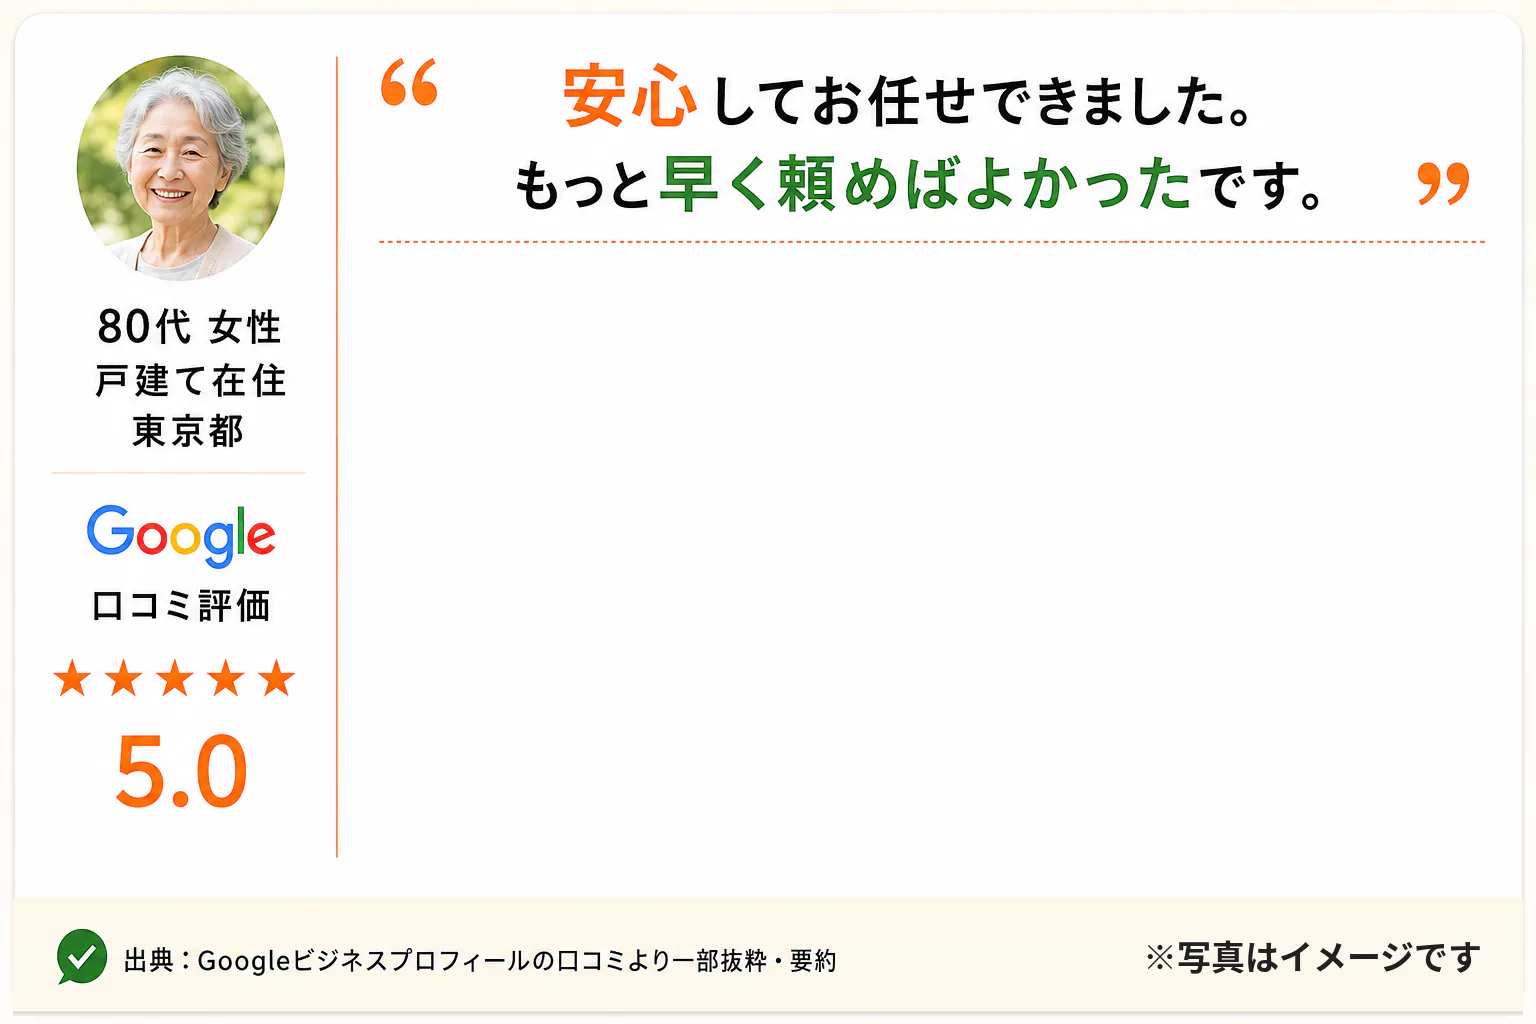 “安心してお任せできました。
もっと早く頼めばよかったです。”
80代 女性
戸建て在住
東京都
Google
口コミ評価
★★★★★
5.0
出典：Googleビジネスプロフィールの口コミより一部抜粋・要約
※写真はイメージです